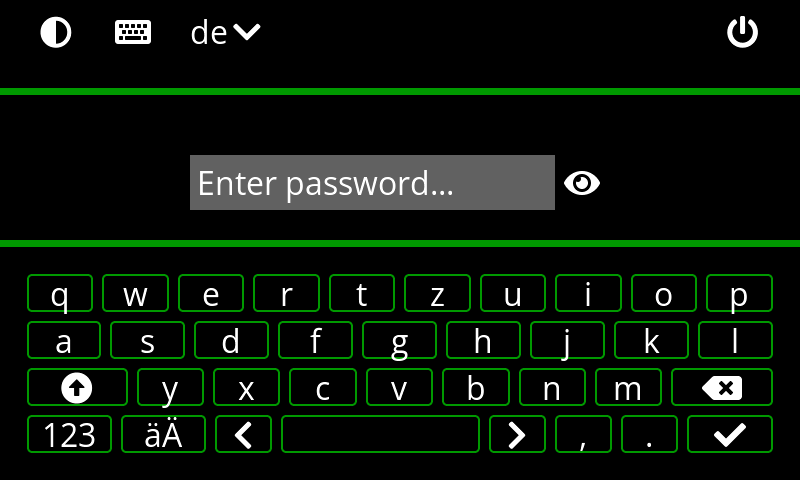 de
Enter password...
q w e r t z u i o p
a s d f g h j k l
y x c v b n m
123 äÄ , .